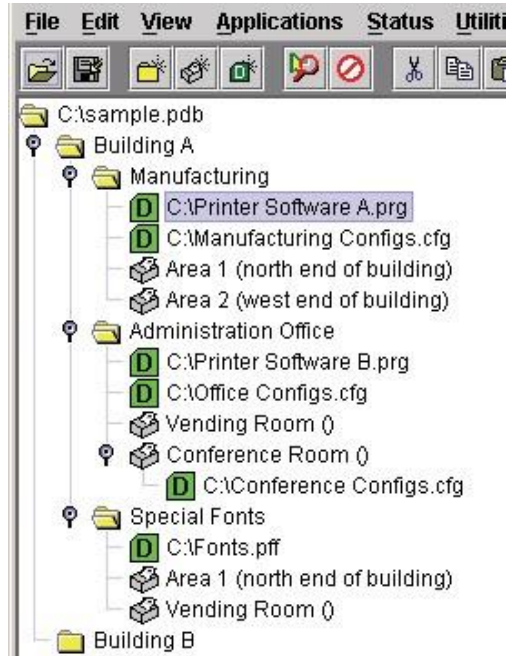 File Edit View Applications Status Utiliti
C:\sample.pdb
Building A
Manufacturing
D C:\Printer Software A.prg
D C:\Manufacturing Configs.cfg
Area 1 (north end of building)
Area 2 (west end of building)
Administration Office
D C:\Printer Software B.prg
D C:\Office Configs.cfg
Vending Room ()
Conference Room ()
D C:\Conference Configs.cfg
Special Fonts
D C:\Fonts.pff
Area 1 (north end of building)
Vending Room ()
Building B